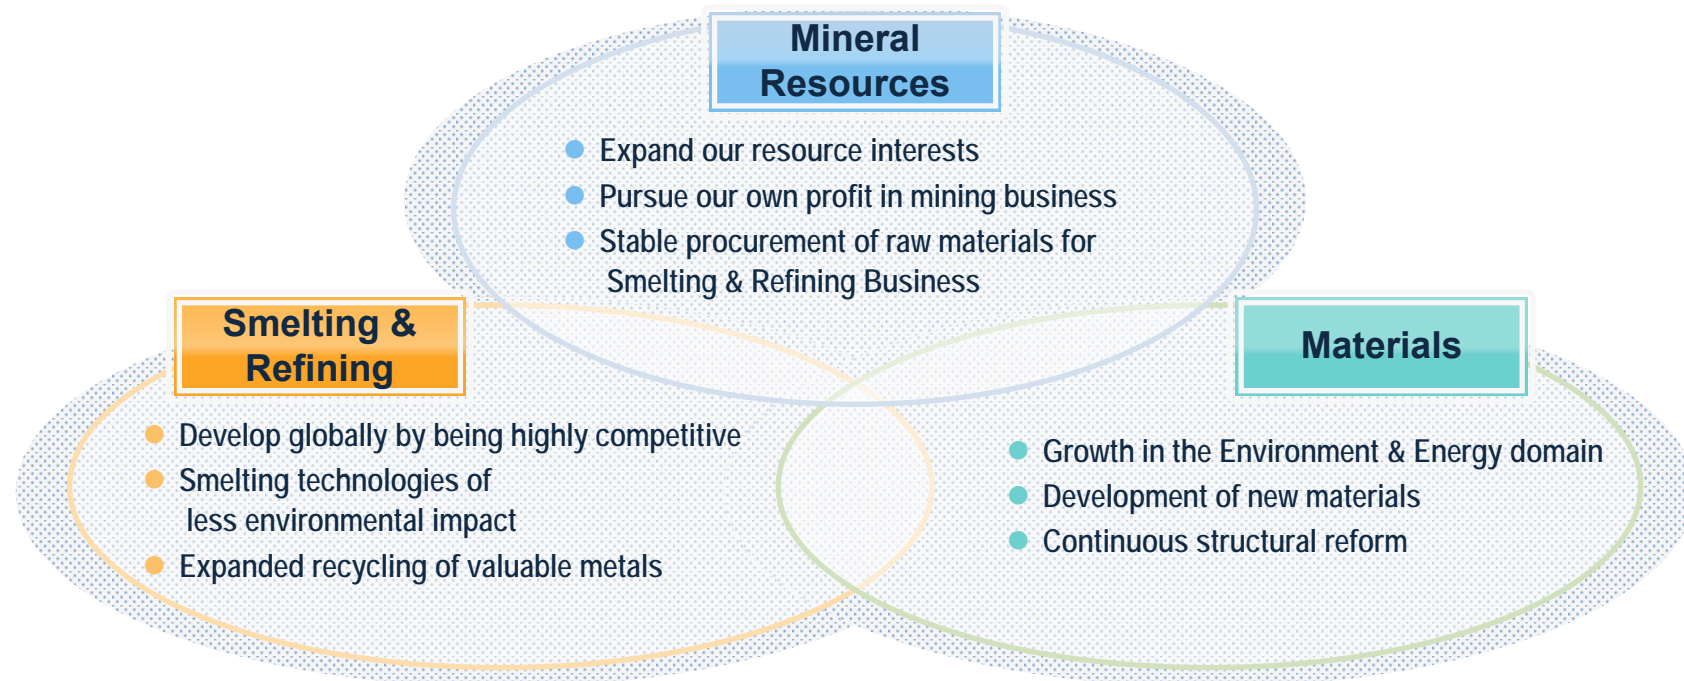 Mineral
Resources
Expand our resource interests
Pursue our own profit in mining business
Stable procurement of raw materials for
Smelting & Refining Business
Smelting &
Refining
Develop globally by being highly competitive
Smelting technologies of
less environmental impact
Expanded recycling of valuable metals
Materials
Growth in the Environment & Energy domain
Development of new materials
Continuous structural reform